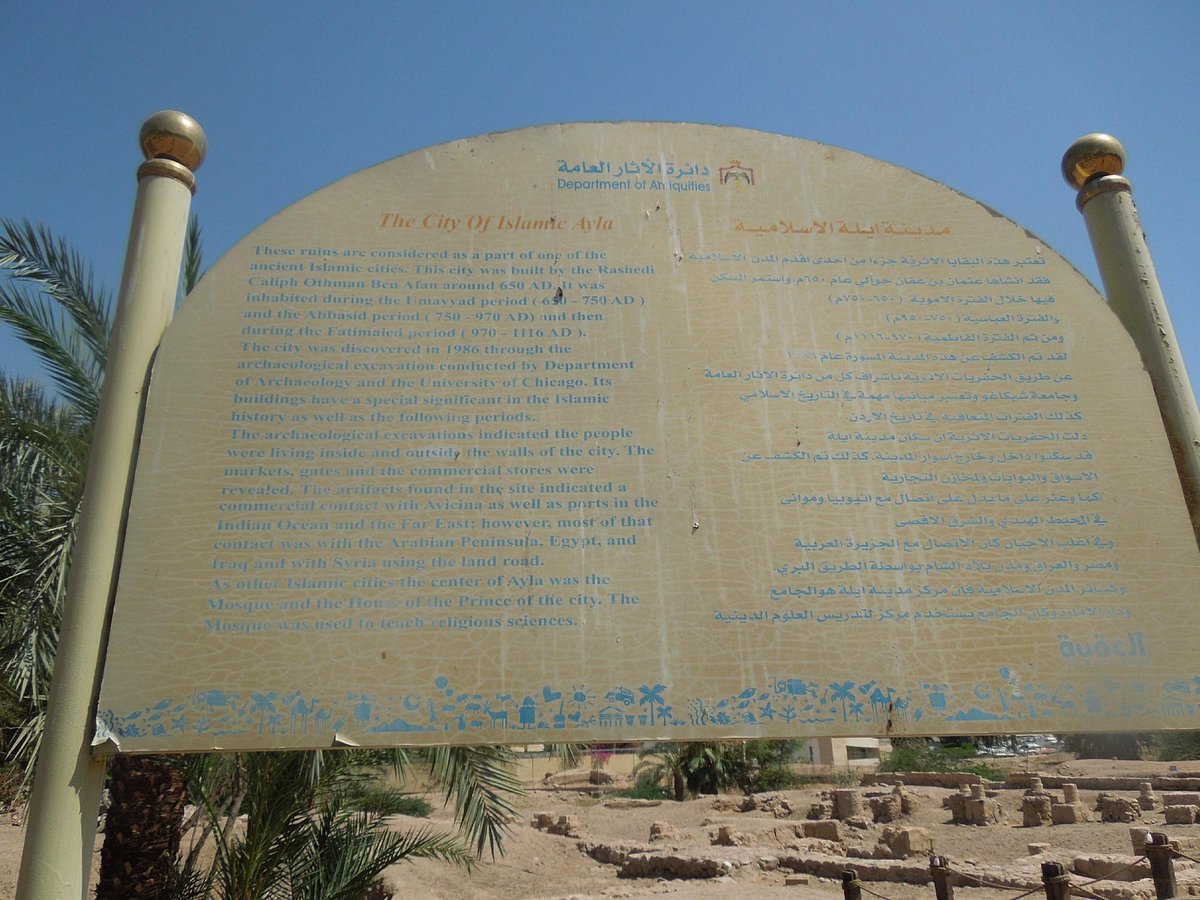 دائرة الآثار العامة
Department of Antiquities
The City Of Islamic Ayla
These ruins are considered as a part of one of the
ancient Islamic cities. This city was built by the Rashedi
Caliph Othman Ben Afan around 650 AD. It was
inhabited during the Umayyad period ( 650 - 750 AD )
and the Abbasid period ( 750 - 970 AD) and then
during the Fatimaied period ( 970 - 1116 AD ).
The city was discovered in 1986 through the
archaeological excavation conducted by Department
of Archaeology and the University of Chicago. Its
buildings have a special significant in the Islamic
history as well as the following periods.
The archaeological excavations indicated the people
were living inside and outside the walls of the city. The
markets, gates and the commercial stores were
revealed. The artifacts found in the site indicated a
commercial contact with Avicina as well as ports in the
Indian Ocean and the Far East; however, most of that
contact was with the Arabian Peninsula, Egypt, and
Iraq and with Syria using the land road.
As other Islamic cities the center of Ayla was the
Mosque and the House of the Prince of the city. The
Mosque was used to teach religious sciences.
مدينة ايلة الاسلامية
تعتبر هذه البقايا الاثرية جزءا من احدى اقدم المدن الاسلامية
فقد انشاها عثمان بن عفان حوالي عام ٦٥٠م واستمر السكن
فيها خلال الفترة الاموية (٦٥٠-٧٥٠م)
والفترة العباسية (٧٥٠-٩٥٠م)
ومن ثم الفترة الفاطمية (٩٧٠-١١١٦م)
لقد تم الكشف عن هذه المدينة المسورة عام ١٩٨٦
عن طريق الحفريات الاثرية باشراف كل من دائرة الاثار العامة
وجامعة شيكاغو وتعتبر مبانيها مهمة في التاريخ الاسلامي
كذلك الفترات المتعاقبة في تاريخ الاردن
دلت الحفريات الاثرية ان سكان مدينة ايلة
قد سكنوا داخل وخارج اسوار المدينة. كذلك تم الكشف عن
الاسواق والبوابات والمخازن التجارية
كما وعثر على ما يدل على اتصال مع اثيوبيا وموانئ
في المحيط الهندي والشرق الاقصى
وفي اغلب الاحيان كان الاتصال مع الجزيرة العربية
ومصر والعراق ومدن بلاد الشام بواسطة الطريق البري.
وكسائر المدن الاسلامية فان مركز مدينة ايلة هو الجامع
ودار الامارة وكان الجامع يستخدم مركز لتدريس العلوم الدينية
العقبة